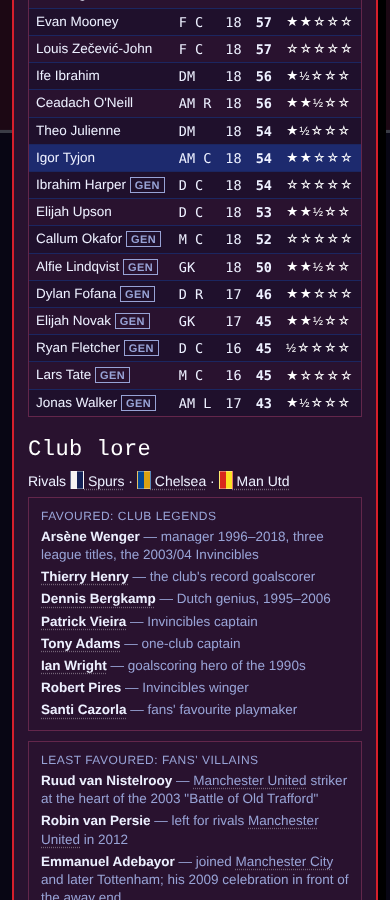 Evan Mooney F C 18 57 ★★☆☆☆
Louis Zečević-John F C 18 57 ☆☆☆☆☆
Ife Ibrahim DM 18 56 ★½☆☆☆
Ceadach O'Neill AM R 18 56 ★★½☆☆
Theo Julienne DM 18 54 ★½☆☆☆
Igor Tyjon AM C 18 54 ★★☆☆☆
Ibrahim Harper GEN D C 18 54 ☆☆☆☆☆
Elijah Upson D C 18 53 ★★½☆☆
Callum Okafor GEN M C 18 52 ☆☆☆☆☆
Alfie Lindqvist GEN GK 18 50 ★★½☆☆
Dylan Fofana GEN D R 17 46 ★★☆☆☆
Elijah Novak GEN GK 17 45 ★★½☆☆
Ryan Fletcher GEN D C 16 45 ½☆☆☆☆
Lars Tate GEN M C 16 45 ★☆☆☆☆
Jonas Walker GEN AM L 17 43 ★½☆☆☆
Club lore
Rivals Spurs · Chelsea · Man Utd
FAVOURED: CLUB LEGENDS
Arsène Wenger — manager 1996–2018, three
league titles, the 2003/04 Invincibles
Thierry Henry — the club's record goalscorer
Dennis Bergkamp — Dutch genius, 1995–2006
Patrick Vieira — Invincibles captain
Tony Adams — one-club captain
Ian Wright — goalscoring hero of the 1990s
Robert Pires — Invincibles winger
Santi Cazorla — fans' favourite playmaker
LEAST FAVOURED: FANS' VILLAINS
Ruud van Nistelrooy — Manchester United striker
at the heart of the 2003 "Battle of Old Trafford"
Robin van Persie — left for rivals Manchester
United in 2012
Emmanuel Adebayor — joined Manchester City
and later Tottenham; his 2009 celebration in front of
the away end